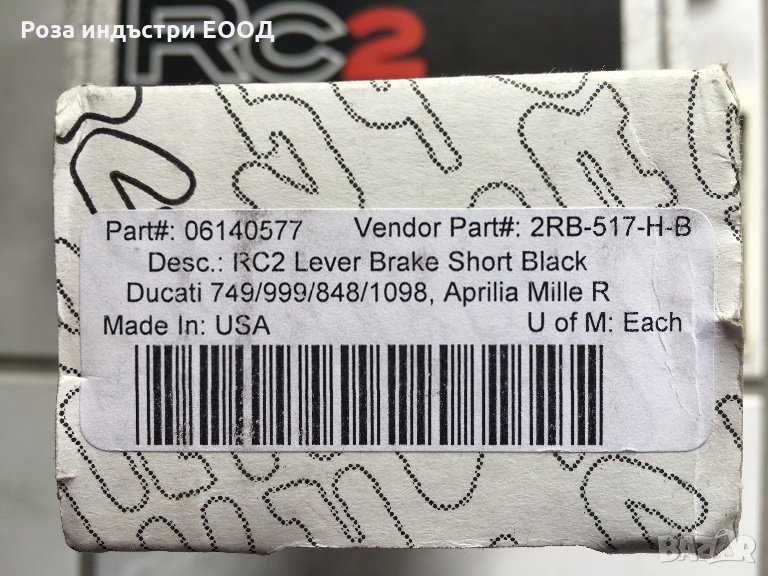 Роза индъстри ЕООД
RC2
Part#: 06140577 Vendor Part#: 2RB-517-H-B
Desc.: RC2 Lever Brake Short Black
Ducati 749/999/848/1098, Aprilia Mille R
Made In: USA U of M: Each
BAZAR